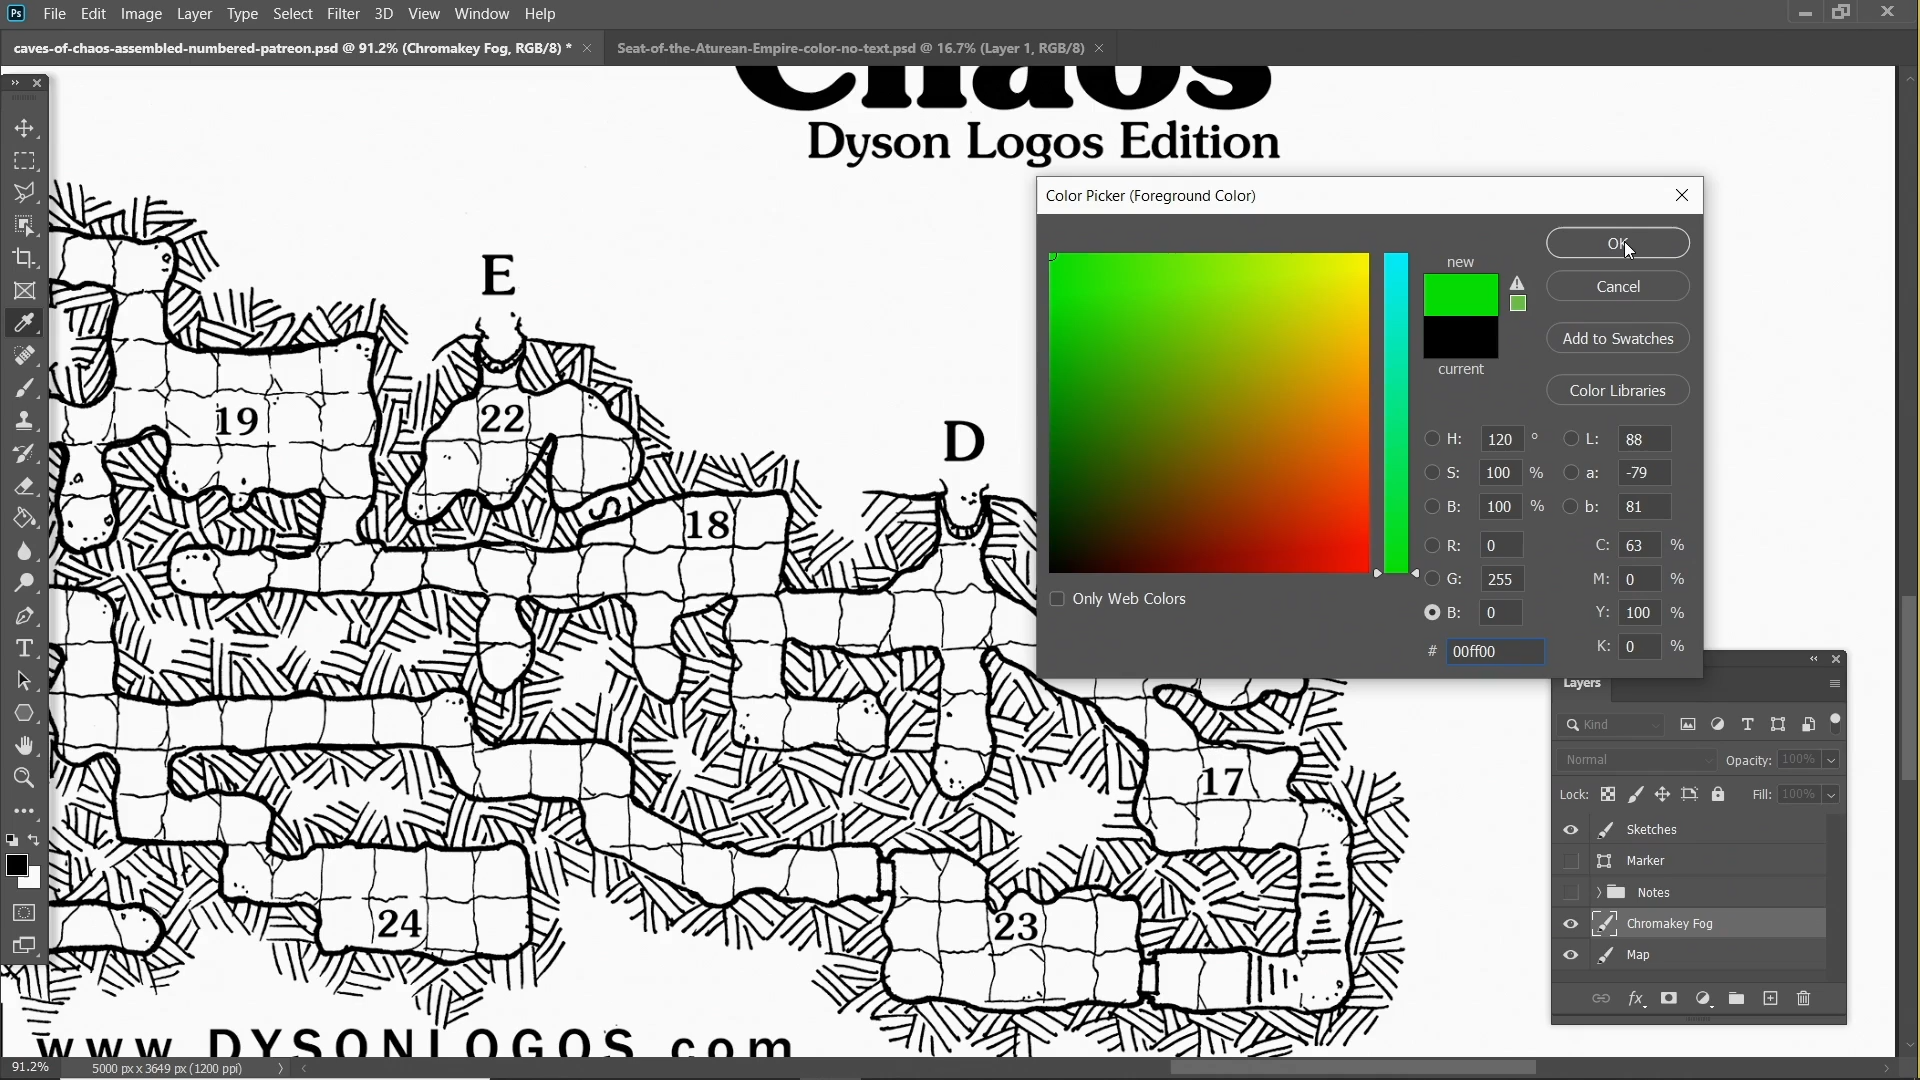 Ps File Edit Image Layer Type Select Filter 3D View Window Help
caves-of-chaos-assembled-numbered-patreon.psd @ 91.2% (Chromakey Fog, RGB/8) *
Seat-of-the-Aturean-Empire-color-no-text.psd @ 16.7% (Layer 1, RGB/8)
Chaos
Dyson Logos Edition
Color Picker (Foreground Color)
new
current
OK
Cancel
Add to Swatches
Color Libraries
H: 120 °
S: 100 %
B: 100 %
R: 0
G: 255
B: 0
# 00ff00
L: 88
a: -79
b: 81
C: 63 %
M: 0 %
Y: 100 %
K: 0 %
Only Web Colors
E
19
22
D
S
18
17
24
23
www.DYSONLOGOS.com
Layers
Kind
Normal
Opacity: 100%
Lock:
Fill: 100%
Sketches
Marker
Notes
Chromakey Fog
Map
fx
91.2%
5000 px x 3649 px (1200 ppi)